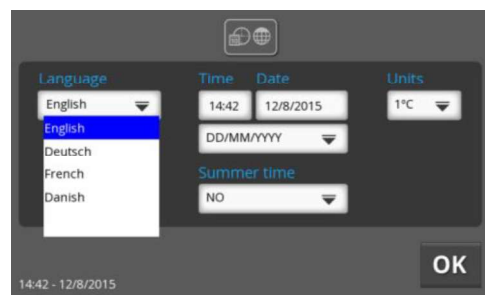 Language Time Date Units
English 14:42 12/8/2015 1°C
English
Deutsch
French
Danish
DD/MM/YYYY
Summer time
NO
OK
14:42 - 12/8/2015